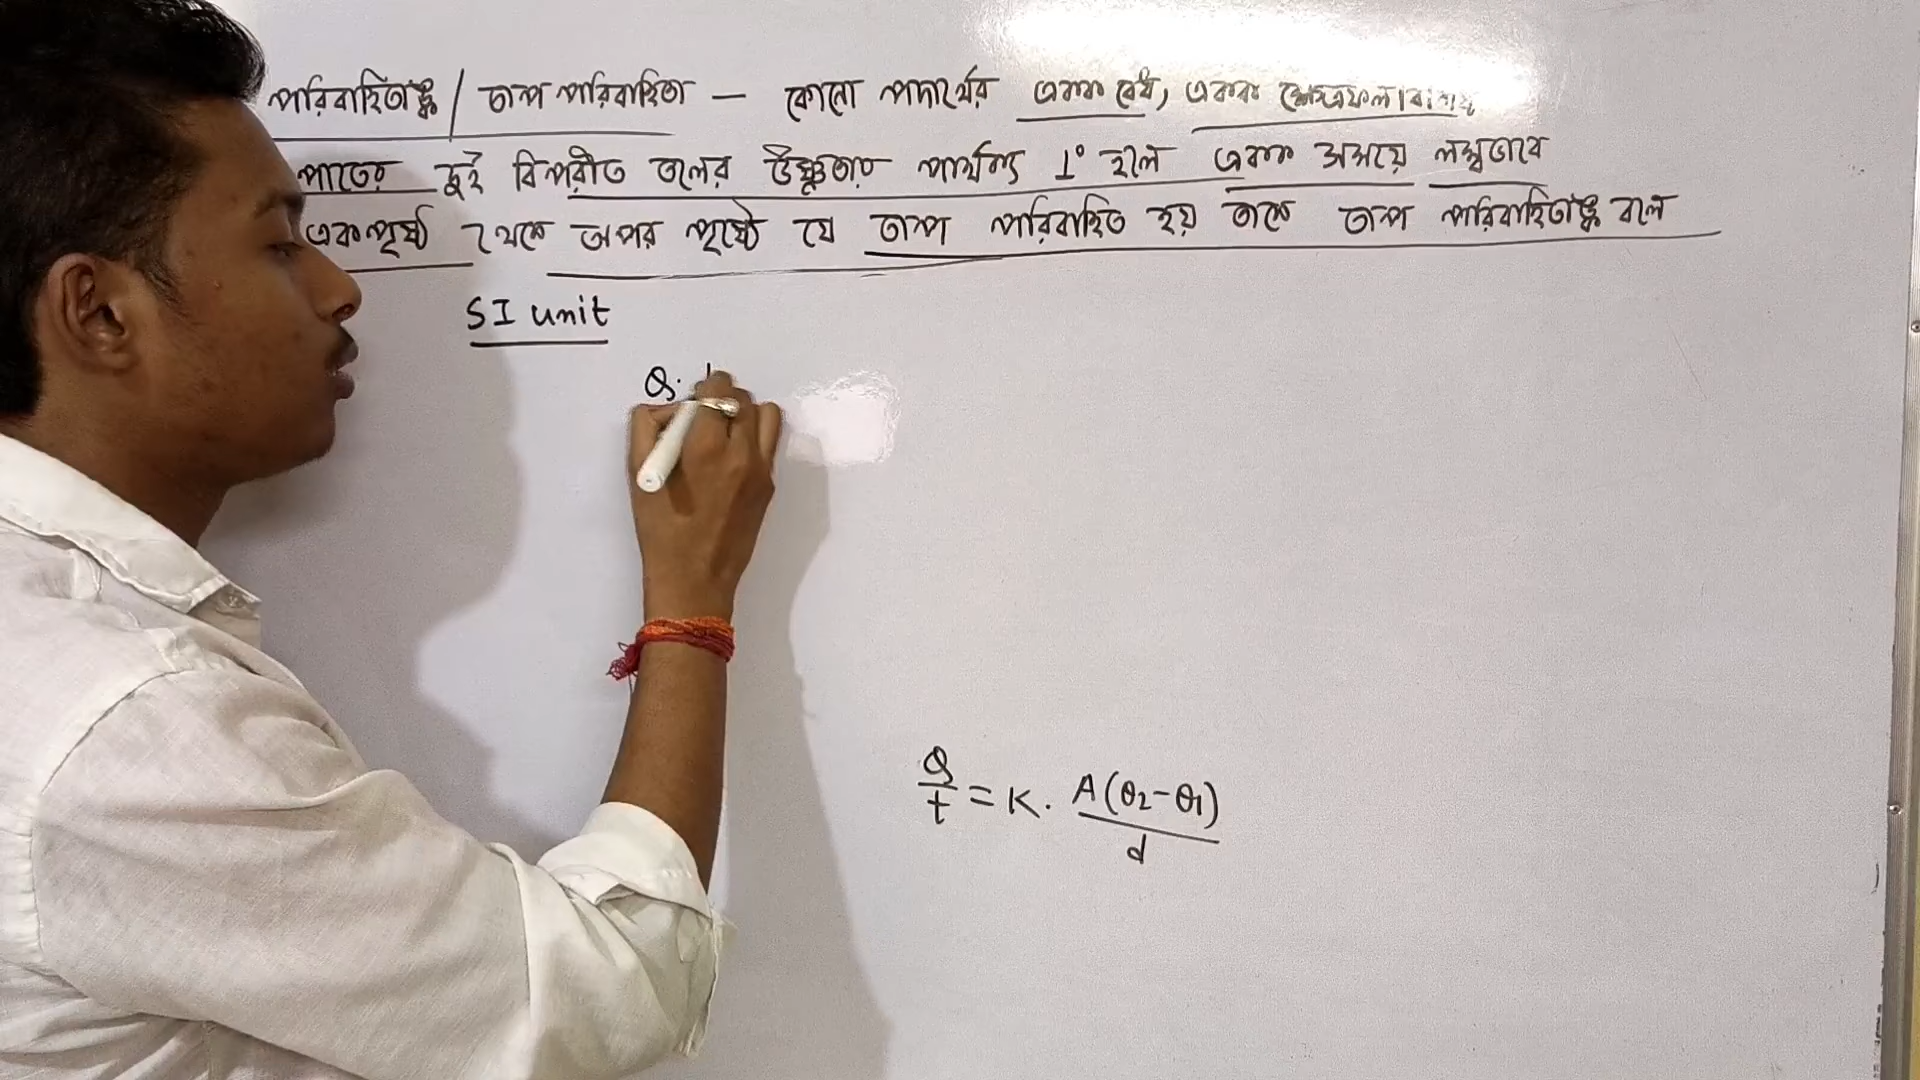 পরিবাহিতাঙ্ক / তাপ পরিবাহিতা — কোনো পদার্থের একক বেধ, একক ক্ষেত্রফল বিশিষ্ট
পাতের দুই বিপরীত তলের উষ্ণতার পার্থক্য 1° হলে একক সময়ে লম্বভাবে
একপৃষ্ঠ থেকে অপর পৃষ্ঠে যে তাপ পরিবাহিত হয় তাকে তাপ পরিবাহিতাঙ্ক বলে
SI unit
Q.
Q/t = K. A(θ2-θ1)/d